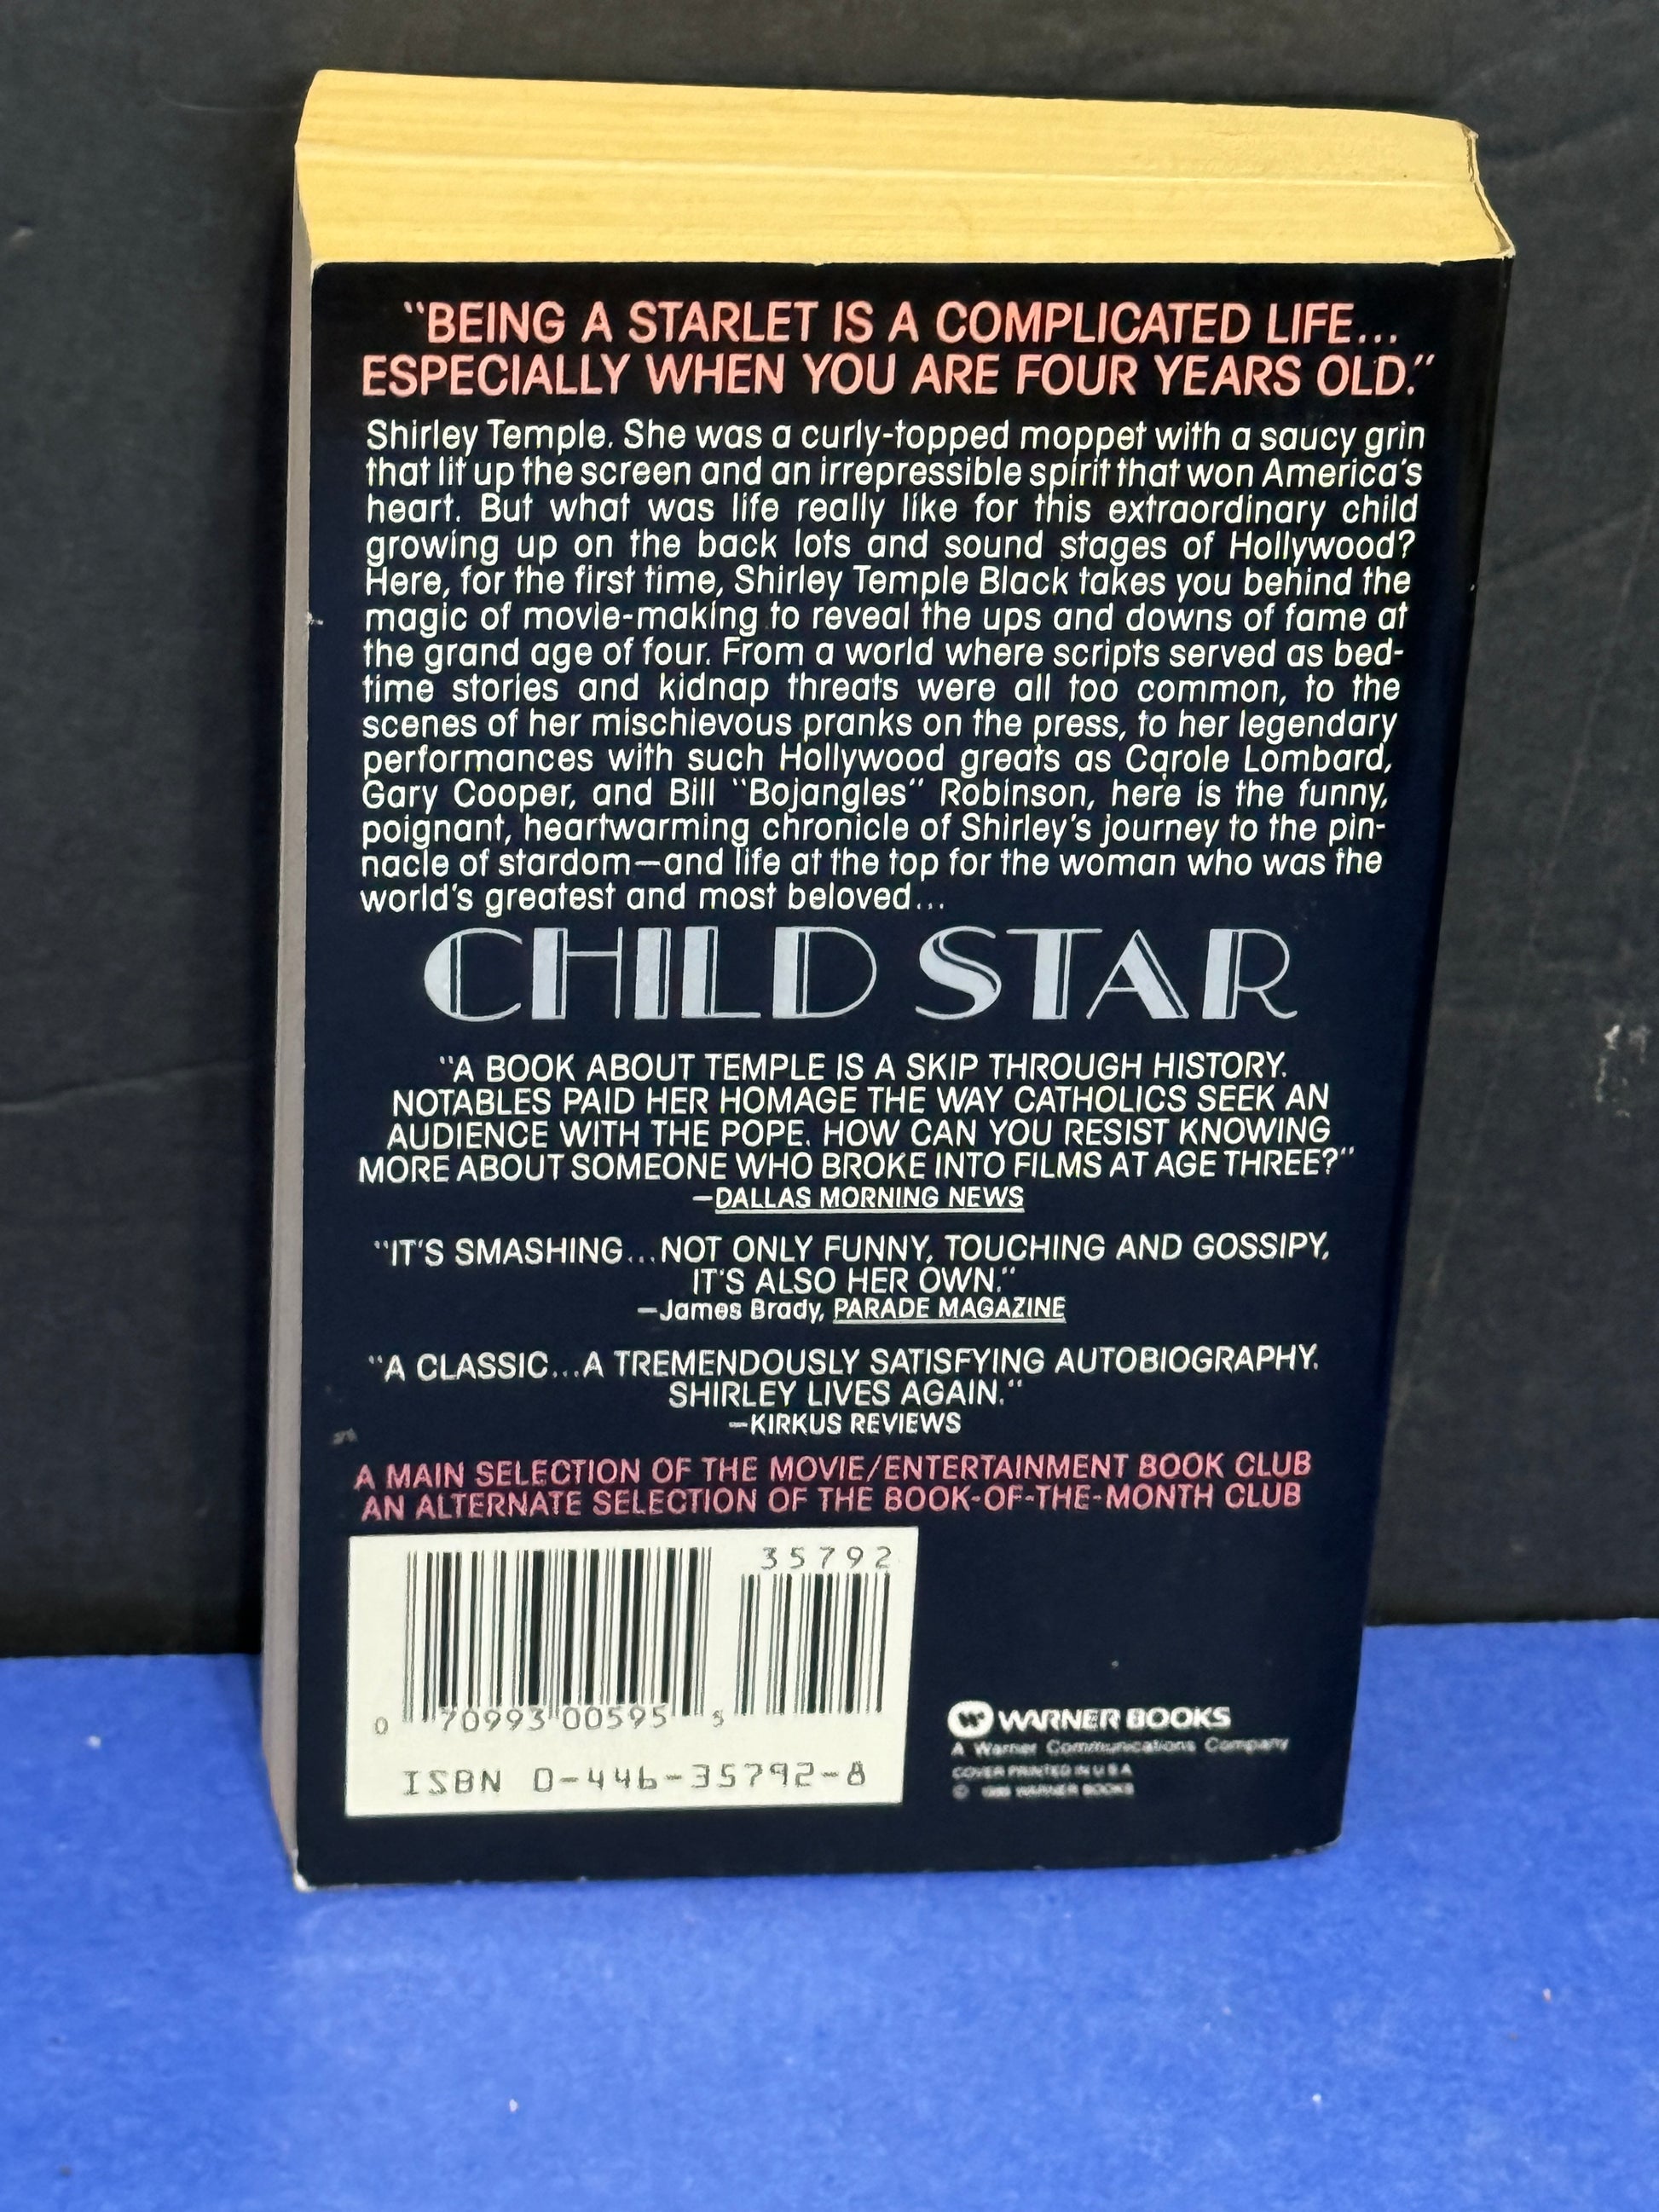 "BEING A STARLET IS A COMPLICATED LIFE...
ESPECIALLY WHEN YOU ARE FOUR YEARS OLD."
Shirley Temple. She was a curly-topped moppet with a saucy grin
that lit up the screen and an irrepressible spirit that won America's
heart. But what was life really like for this extraordinary child
growing up on the back lots and sound stages of Hollywood?
Here, for the first time, Shirley Temple Black takes you behind the
magic of movie-making to reveal the ups and downs of fame at
the grand age of four. From a world where scripts served as bed-
time stories and kidnap threats were all too common, to the
scenes of her mischievous pranks on the press, to her legendary
performances with such Hollywood greats as Carole Lombard,
Gary Cooper, and Bill "Bojangles" Robinson, here is the funny,
poignant, heartwarming chronicle of Shirley's journey to the pin-
nacle of stardom—and life at the top for the woman who was the
world's greatest and most beloved...
CHILD STAR
"A BOOK ABOUT TEMPLE IS A SKIP THROUGH HISTORY.
NOTABLES PAID HER HOMAGE THE WAY CATHOLICS SEEK AN
AUDIENCE WITH THE POPE. HOW CAN YOU RESIST KNOWING
MORE ABOUT SOMEONE WHO BROKE INTO FILMS AT AGE THREE?"
—DALLAS MORNING NEWS
"IT'S SMASHING...NOT ONLY FUNNY, TOUCHING AND GOSSIPY,
IT'S ALSO HER OWN."
—James Brady, PARADE MAGAZINE
"A CLASSIC...A TREMENDOUSLY SATISFYING AUTOBIOGRAPHY.
SHIRLEY LIVES AGAIN."
—KIRKUS REVIEWS
A MAIN SELECTION OF THE MOVIE/ENTERTAINMENT BOOK CLUB
AN ALTERNATE SELECTION OF THE BOOK-OF-THE-MONTH CLUB
35792
0 70993 00595 5
ISBN 0-446-35792-8
WARNER BOOKS
A Warner Communications Company
COVER PRINTED IN U S A
© WARNER BOOKS